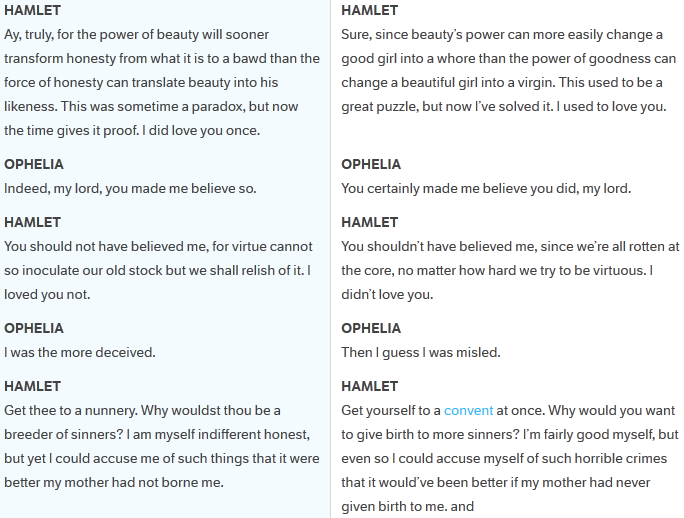 HAMLET
Ay, truly, for the power of beauty will sooner
transform honesty from what it is to a bawd than the
force of honesty can translate beauty into his
likeness. This was sometime a paradox, but now
the time gives it proof. I did love you once.
OPHELIA
Indeed, my lord, you made me believe so.
HAMLET
You should not have believed me, for virtue cannot
so inoculate our old stock but we shall relish of it. I
loved you not.
OPHELIA
I was the more deceived.
HAMLET
Get thee to a nunnery. Why wouldst thou be a
breeder of sinners? I am myself indifferent honest,
but yet I could accuse me of such things that it were
better my mother had not borne me.
HAMLET
Sure, since beauty’s power can more easily change a
good girl into a whore than the power of goodness can
change a beautiful girl into a virgin. This used to be a
great puzzle, but now I’ve solved it. I used to love you.
OPHELIA
You certainly made me believe you did, my lord.
HAMLET
You shouldn’t have believed me, since we’re all rotten at
the core, no matter how hard we try to be virtuous. I
didn’t love you.
OPHELIA
Then I guess I was misled.
HAMLET
Get yourself to a convent at once. Why would you want
to give birth to more sinners? I’m fairly good myself, but
even so I could accuse myself of such horrible crimes
that it would’ve been better if my mother had never
given birth to me. and